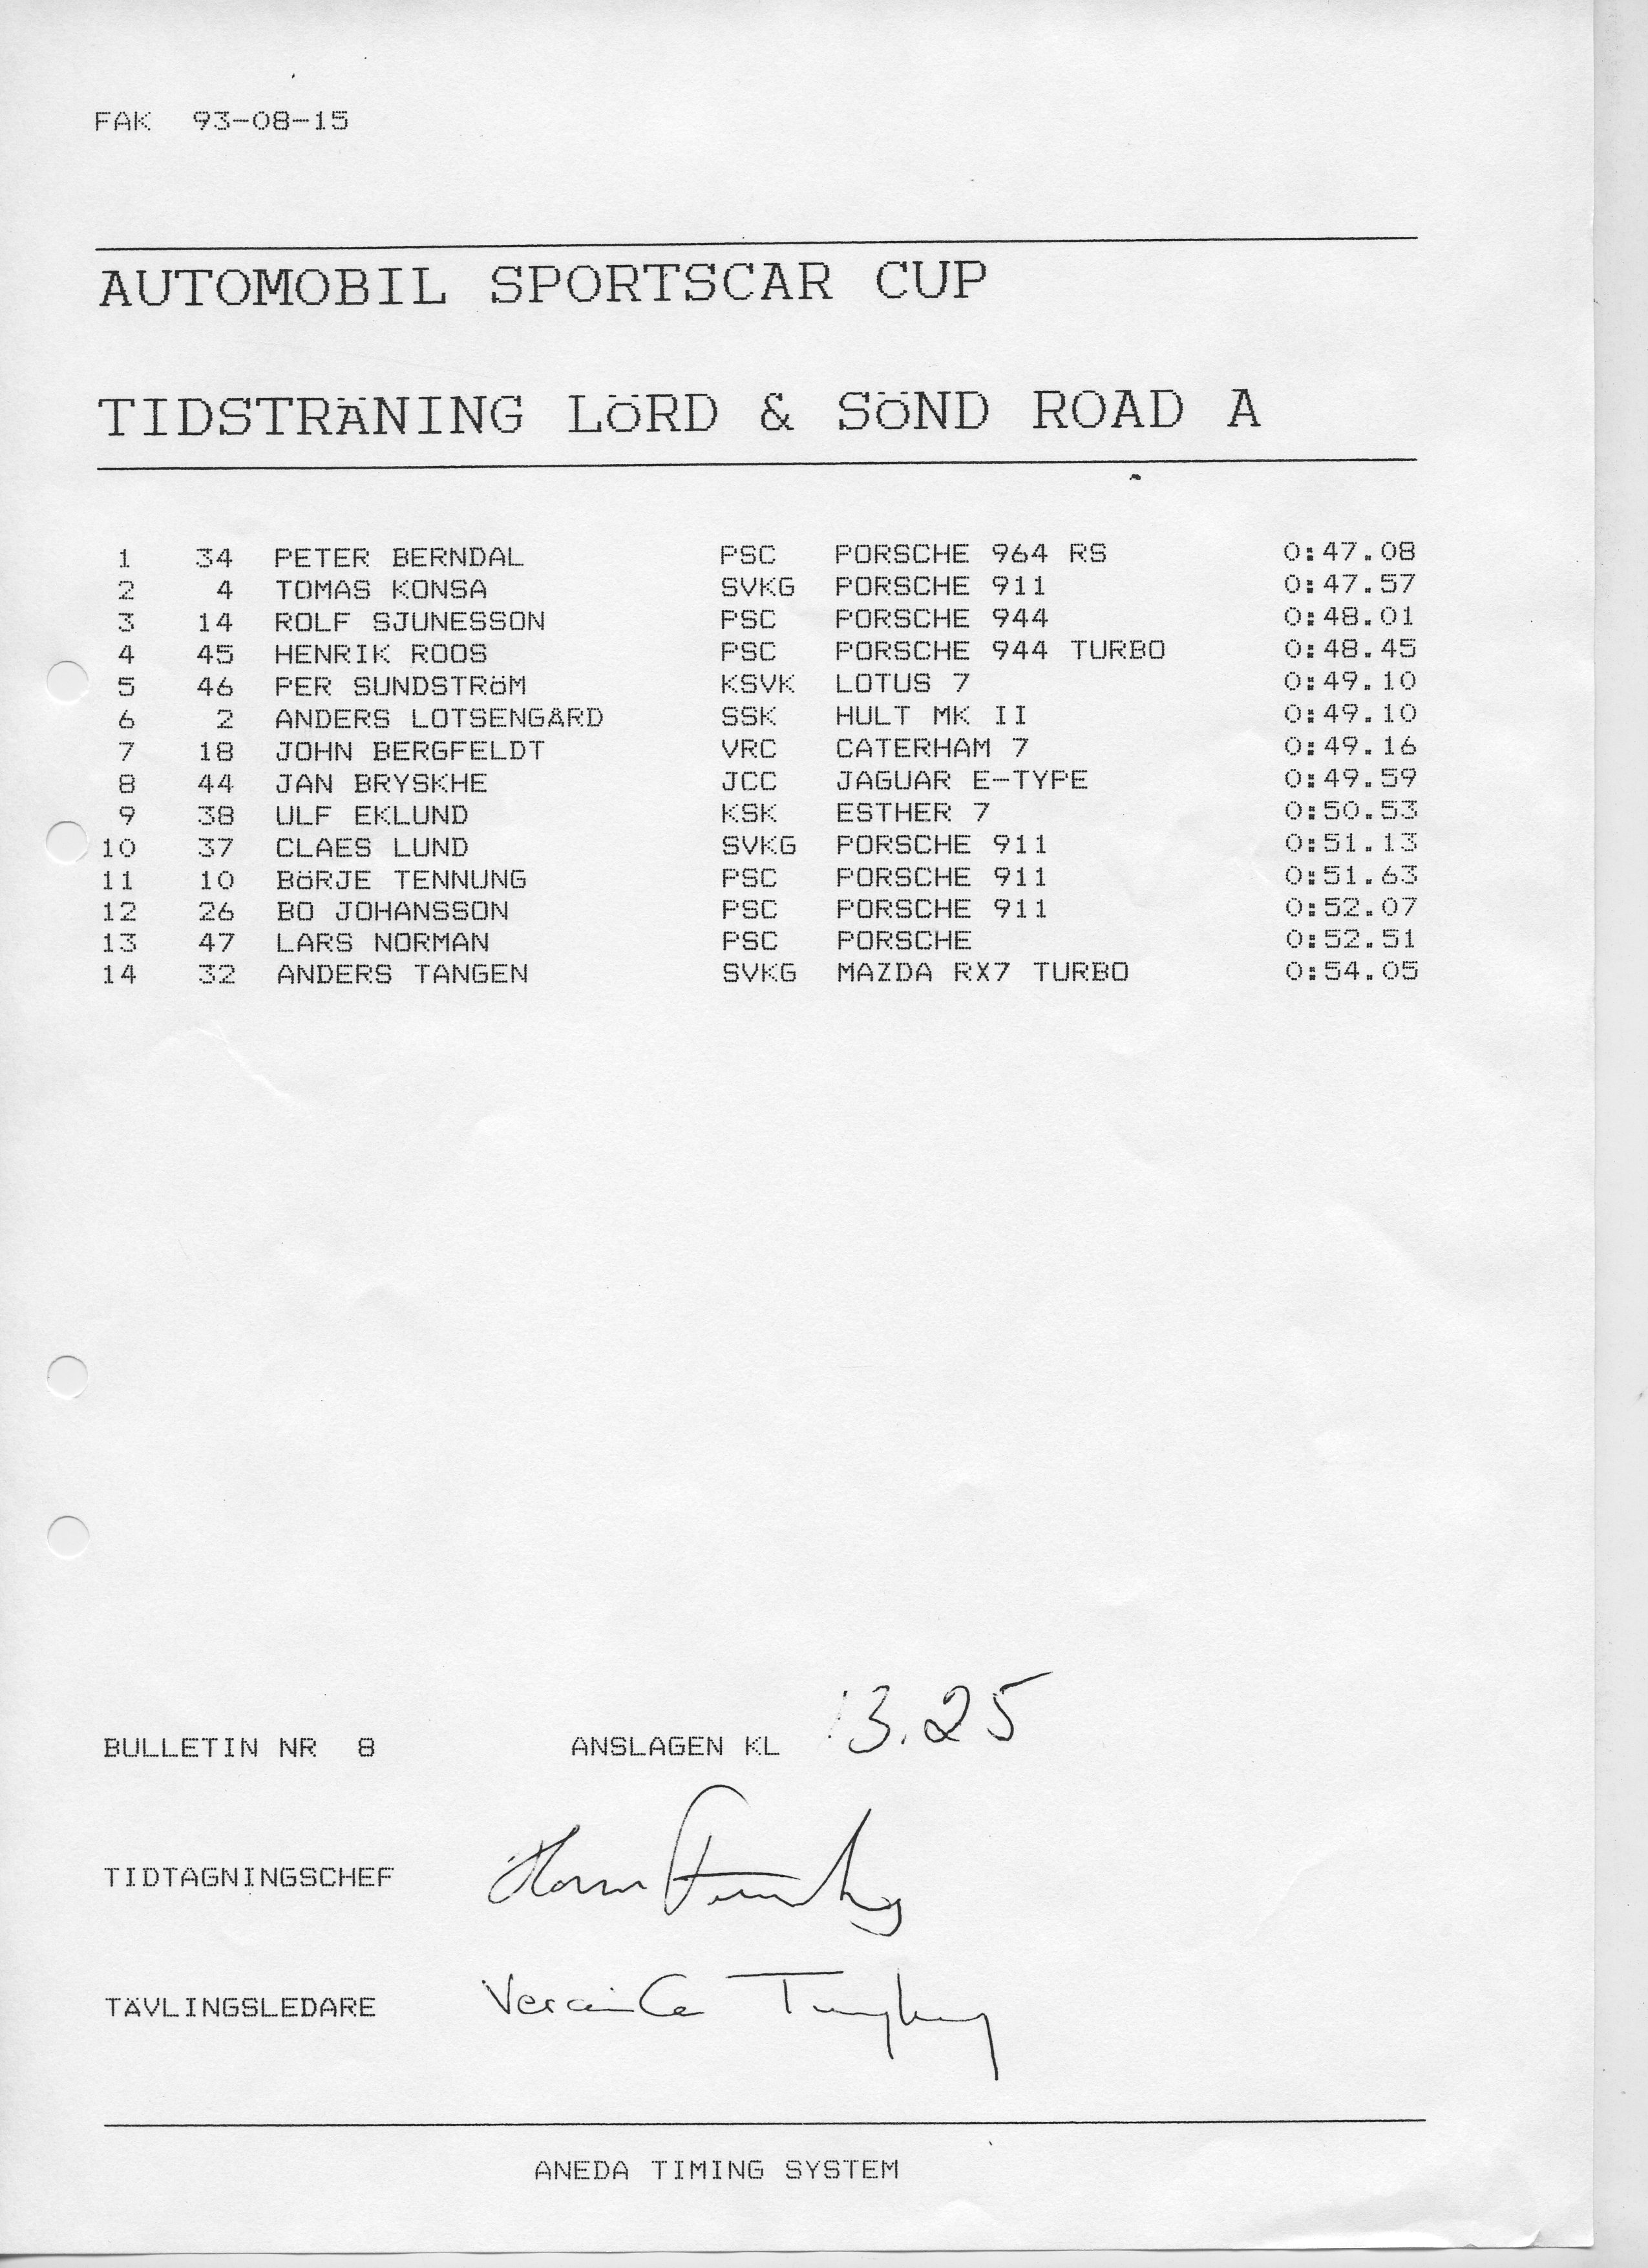 FAK 93-08-15
AUTOMOBIL SPORTSCAR CUP
TIDSTRÄNING LÖRD & SÖND ROAD A
1 34 PETER BERNDAL PSC PORSCHE 964 RS 0:47.08
2 4 TOMAS KONSA SVKG PORSCHE 911 0:47.57
3 14 ROLF SJUNESSON PSC PORSCHE 944 0:48.01
4 45 HENRIK ROOS PSC PORSCHE 944 TURBO 0:48.45
5 46 PER SUNDSTRÖM KSVK LOTUS 7 0:49.10
6 2 ANDERS LOTSENGÅRD SSK HULT MK II 0:49.10
7 18 JOHN BERGFELDT VRC CATERHAM 7 0:49.16
8 44 JAN BRYSKHE JCC JAGUAR E-TYPE 0:49.59
9 38 ULF EKLUND KSK ESTHER 7 0:50.53
10 37 CLAES LUND SVKG PORSCHE 911 0:51.13
11 10 BÖRJE TENNUNG PSC PORSCHE 911 0:51.63
12 26 BO JOHANSSON PSC PORSCHE 911 0:52.07
13 47 LARS NORMAN PSC PORSCHE 0:52.51
14 32 ANDERS TANGEN SVKG MAZDA RX7 TURBO 0:54.05
BULLETIN NR 8 ANSLAGEN KL 13.25
TIDTAGNINGSCHEF
TÄVLINGSLEDARE
ANEDA TIMING SYSTEM